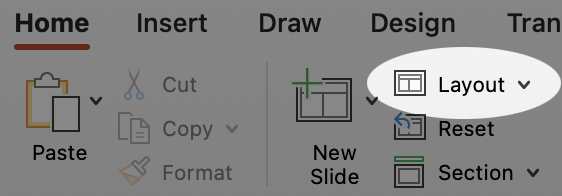 Home Insert Draw Design Tran
Cut
Copy
Format
Paste
New
Slide
Layout
Reset
Section